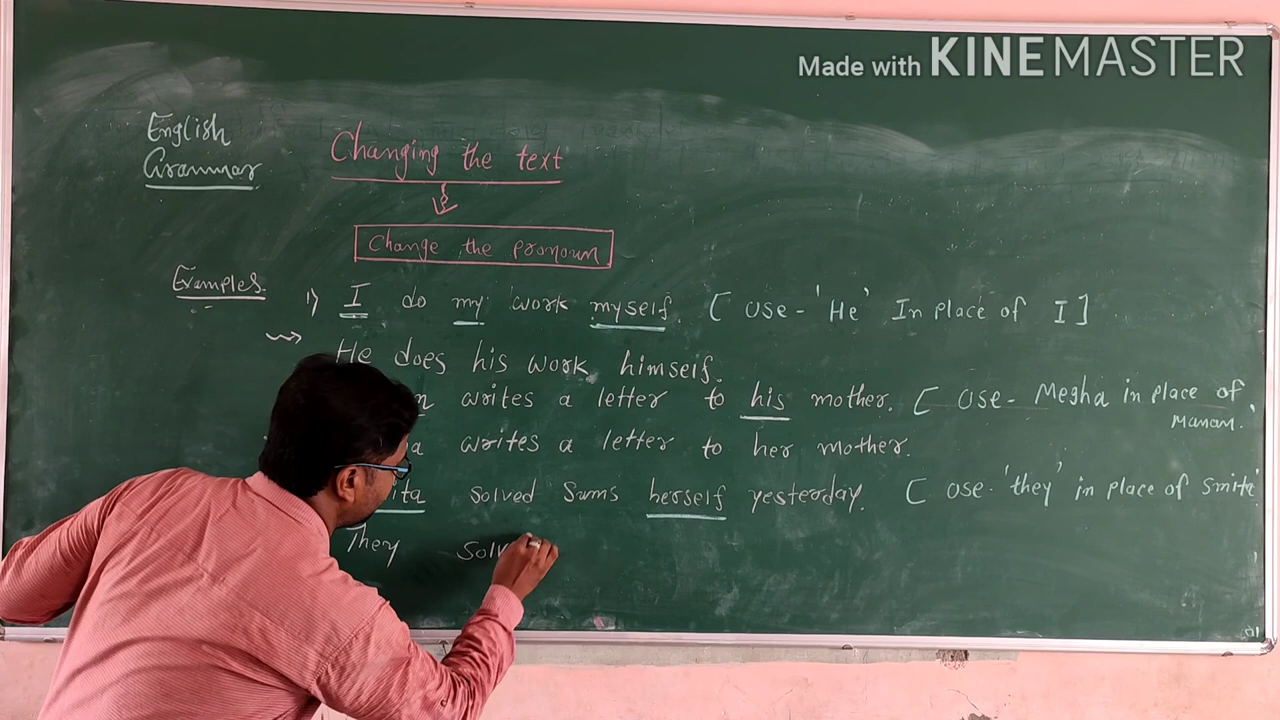 Made with KINEMASTER
English
Grammar
Changing the text
Change the pronoun
Examples
1) I do my work myself. [ Use - 'He' In place of I ]
He does his work himself.
writes a letter to his mother. [ Use - Megha in place of
Manan.
writes a letter to her mother.
solved sums herself yesterday. [ Use 'they' in place of Smita
They